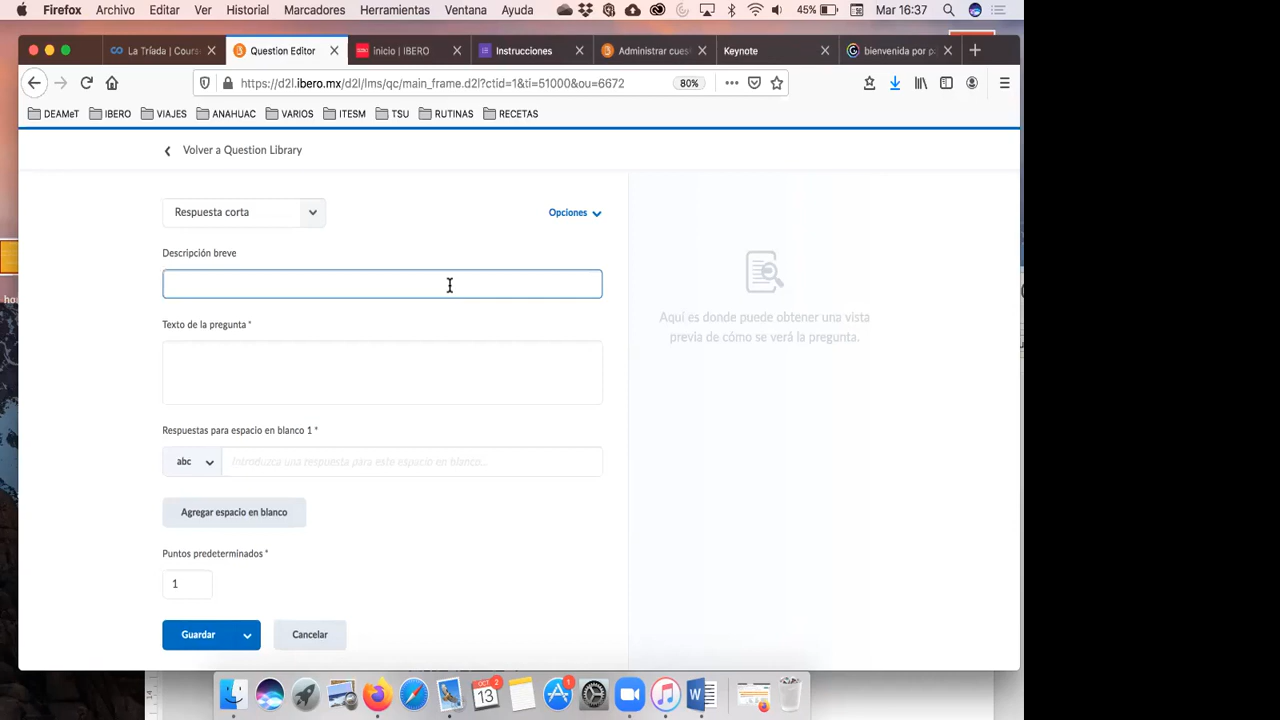 Firefox Archivo Editar Ver Historial Marcadores Herramientas Ventana Ayuda 45% Mar 16:37
La Tríada | Cours Question Editor inicio | IBERO Instrucciones Administrar cues Keynote bienvenida por p
https://d2l.ibero.mx/d2l/lms/qc/main_frame.d2l?ctid=1&ti=51000&ou=6672 80%
DEAMeT IBERO VIAJES ANAHUAC VARIOS ITESM TSU RUTINAS RECETAS
Volver a Question Library
Respuesta corta Opciones
Descripción breve
Texto de la pregunta *
Aquí es donde puede obtener una vista
previa de cómo se verá la pregunta.
Respuestas para espacio en blanco 1 *
abc Introduzca una respuesta para este espacio en blanco...
Agregar espacio en blanco
Puntos predeterminados *
1
Guardar Cancelar
OCT 2
13
1